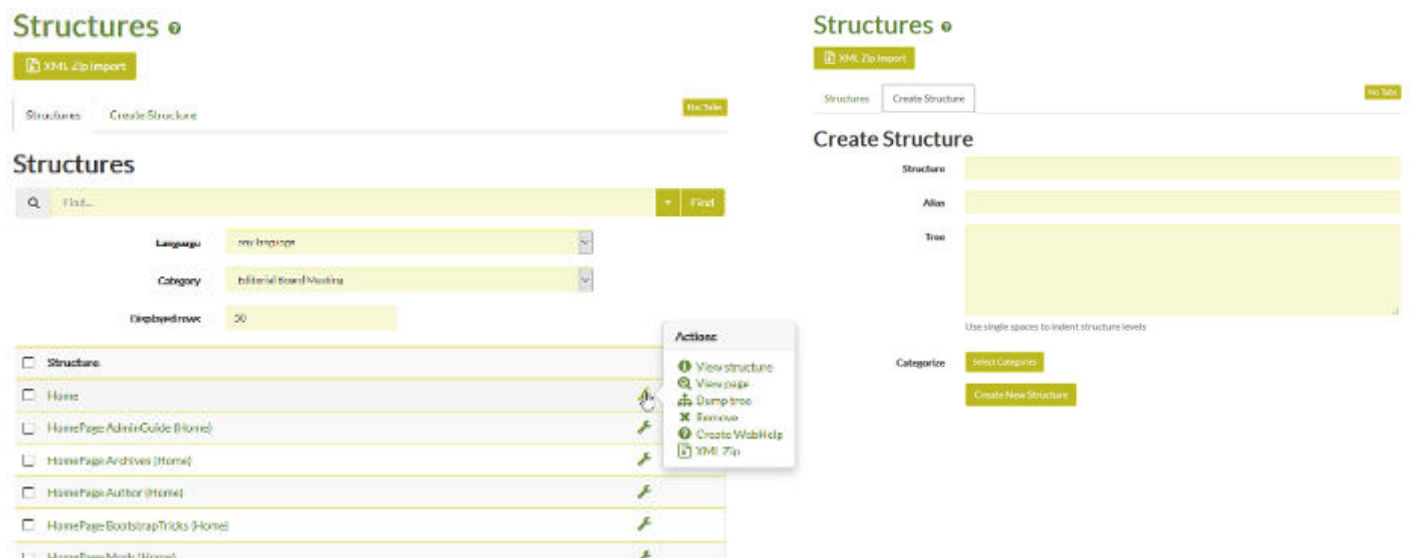 Structures
XML Zip Import
Structures
Create Structure
No Tabs
Structures
Find...
Find
Language
any language
Category
Editorial Board Meeting
Displayed rows
50
Structure
Home
HomePage AdminGuide (Home)
HomePage Archives (Home)
HomePage Author (Home)
HomePage BootstrapTricks (Home)
(Home)
Actions
View structure
View page
Dump tree
Remove
Create WebHelp
XML Zip
Structures
XML Zip Import
Structures
Create Structure
No Tabs
Create Structure
Structure
Alias
Tree
Use single spaces to indent structure levels
Categorize
Select Categories
Create New Structure